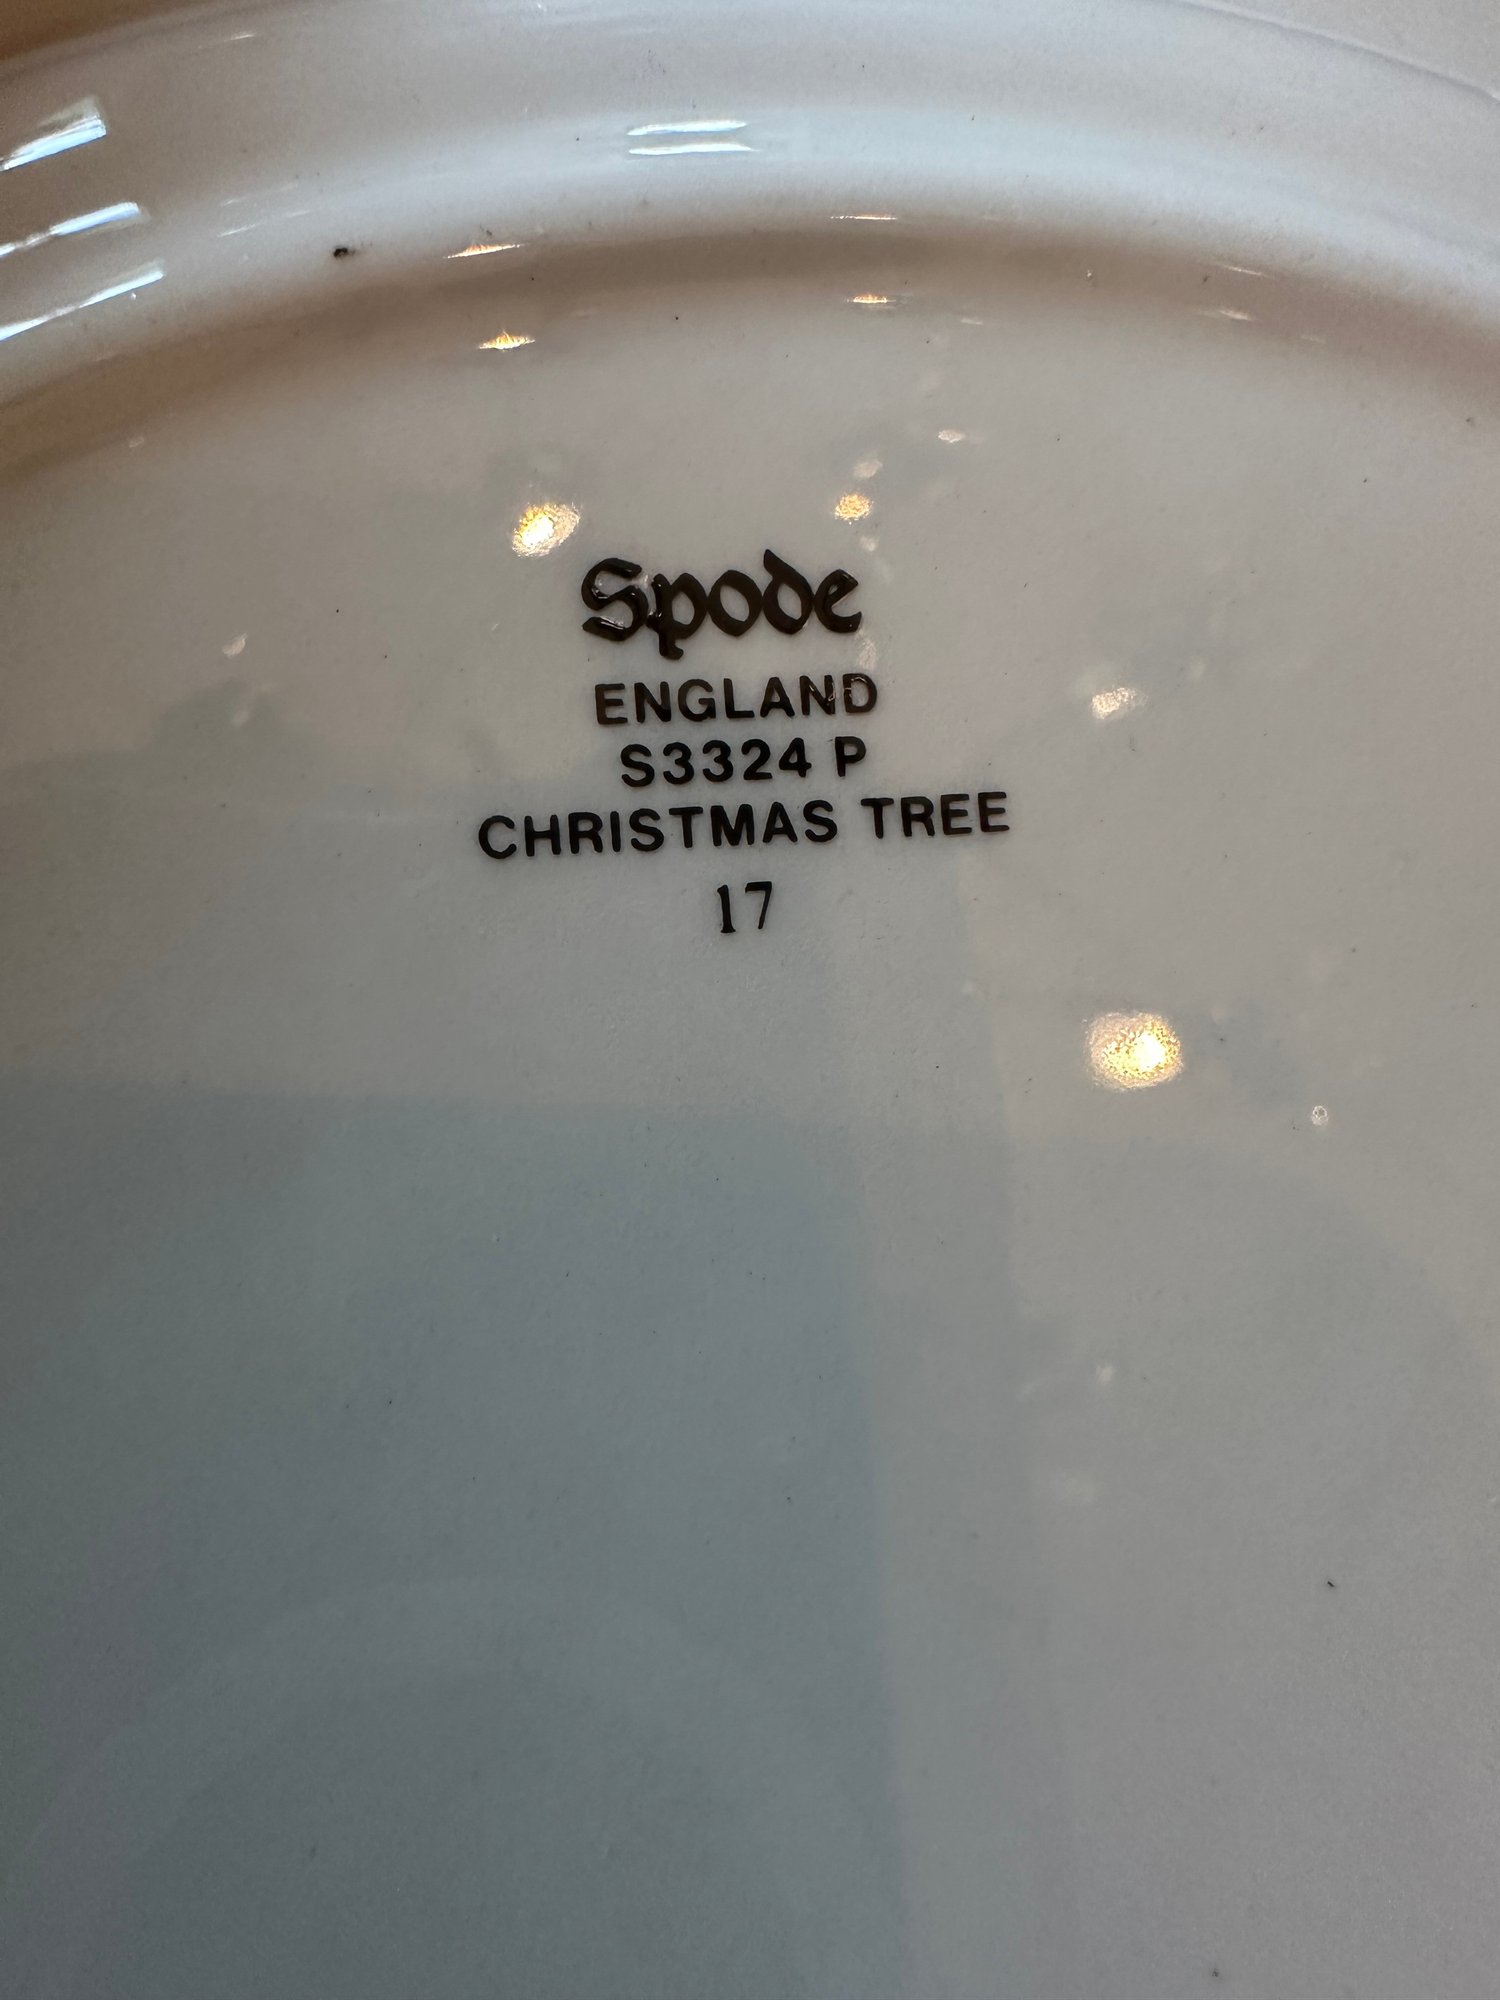 Spode
ENGLAND
S3324 P
CHRISTMAS TREE
17